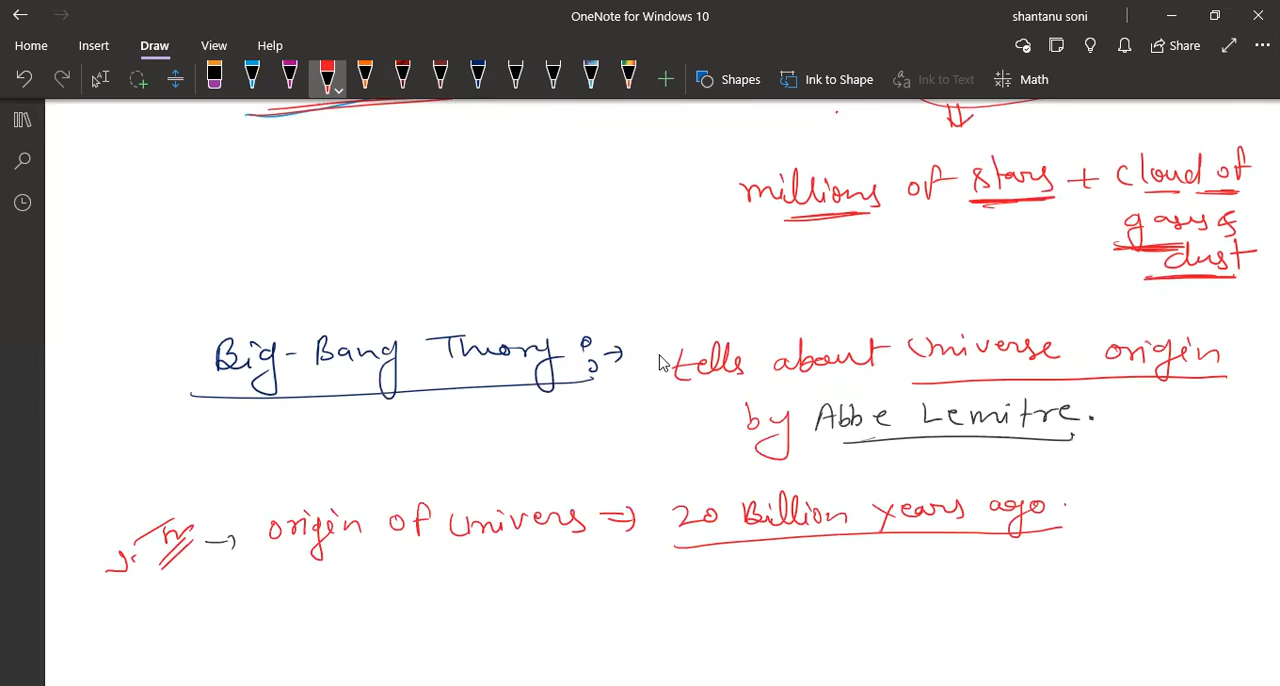 OneNote for Windows 10
shantanu soni
Home Insert Draw View Help
Share
Shapes Ink to Shape Ink to Text Math
millions of stars + cloud of
gases &
dust
Big-Bang Theory :→ tells about Universe origin
by Abbe Lemitre.
→ origin of Univers ⇒ 20 Billion years ago.